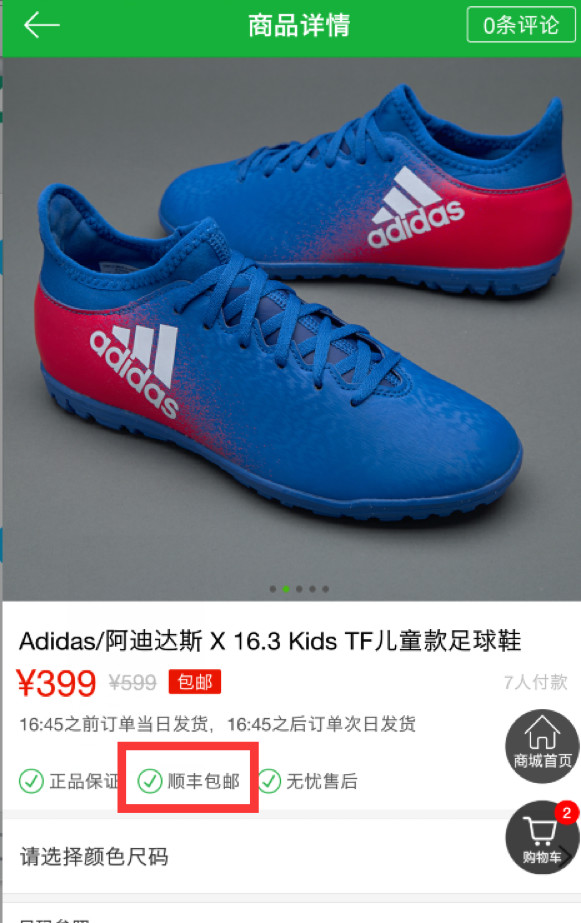 商品详情
0条评论
adidas
adidas
Adidas/阿迪达斯 X 16.3 Kids TF儿童款足球鞋
¥399 ¥599 包邮
7人付款
16:45之前订单当日发货，16:45之后订单次日发货
商城首页
正品保证 顺丰包邮 无忧售后
2
购物车
请选择颜色尺码